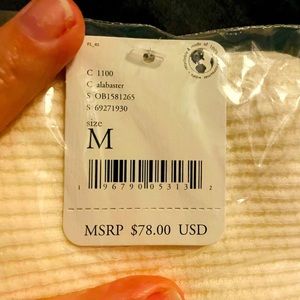 C 1100
C alabaster
S OB1581265
S 69271930
size
M
1 96790 05313 2
MSRP $78.00 USD